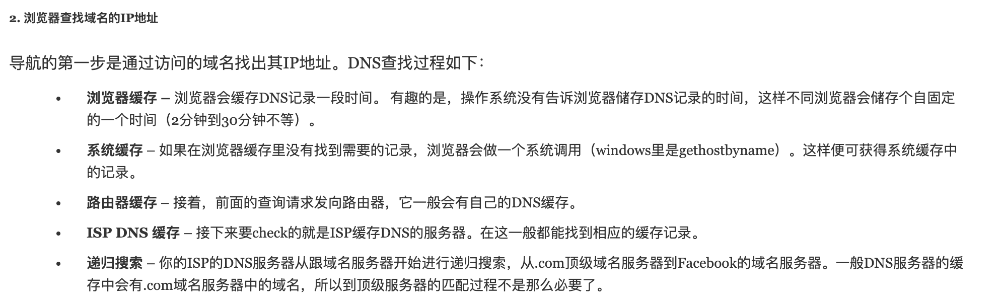 2. 浏览器查找域名的IP地址
导航的第一步是通过访问的域名找出其IP地址。DNS查找过程如下：
• 浏览器缓存 – 浏览器会缓存DNS记录一段时间。 有趣的是，操作系统没有告诉浏览器储存DNS记录的时间，这样不同浏览器会储存个自固定
的一个时间（2分钟到30分钟不等）。
• 系统缓存 – 如果在浏览器缓存里没有找到需要的记录，浏览器会做一个系统调用（windows里是gethostbyname）。这样便可获得系统缓存中
的记录。
• 路由器缓存 – 接着，前面的查询请求发向路由器，它一般会有自己的DNS缓存。
• ISP DNS 缓存 – 接下来要check的就是ISP缓存DNS的服务器。在这一般都能找到相应的缓存记录。
• 递归搜索 – 你的ISP的DNS服务器从跟域名服务器开始进行递归搜索，从.com顶级域名服务器到Facebook的域名服务器。一般DNS服务器的缓
存中会有.com域名服务器中的域名，所以到顶级服务器的匹配过程不是那么必要了。